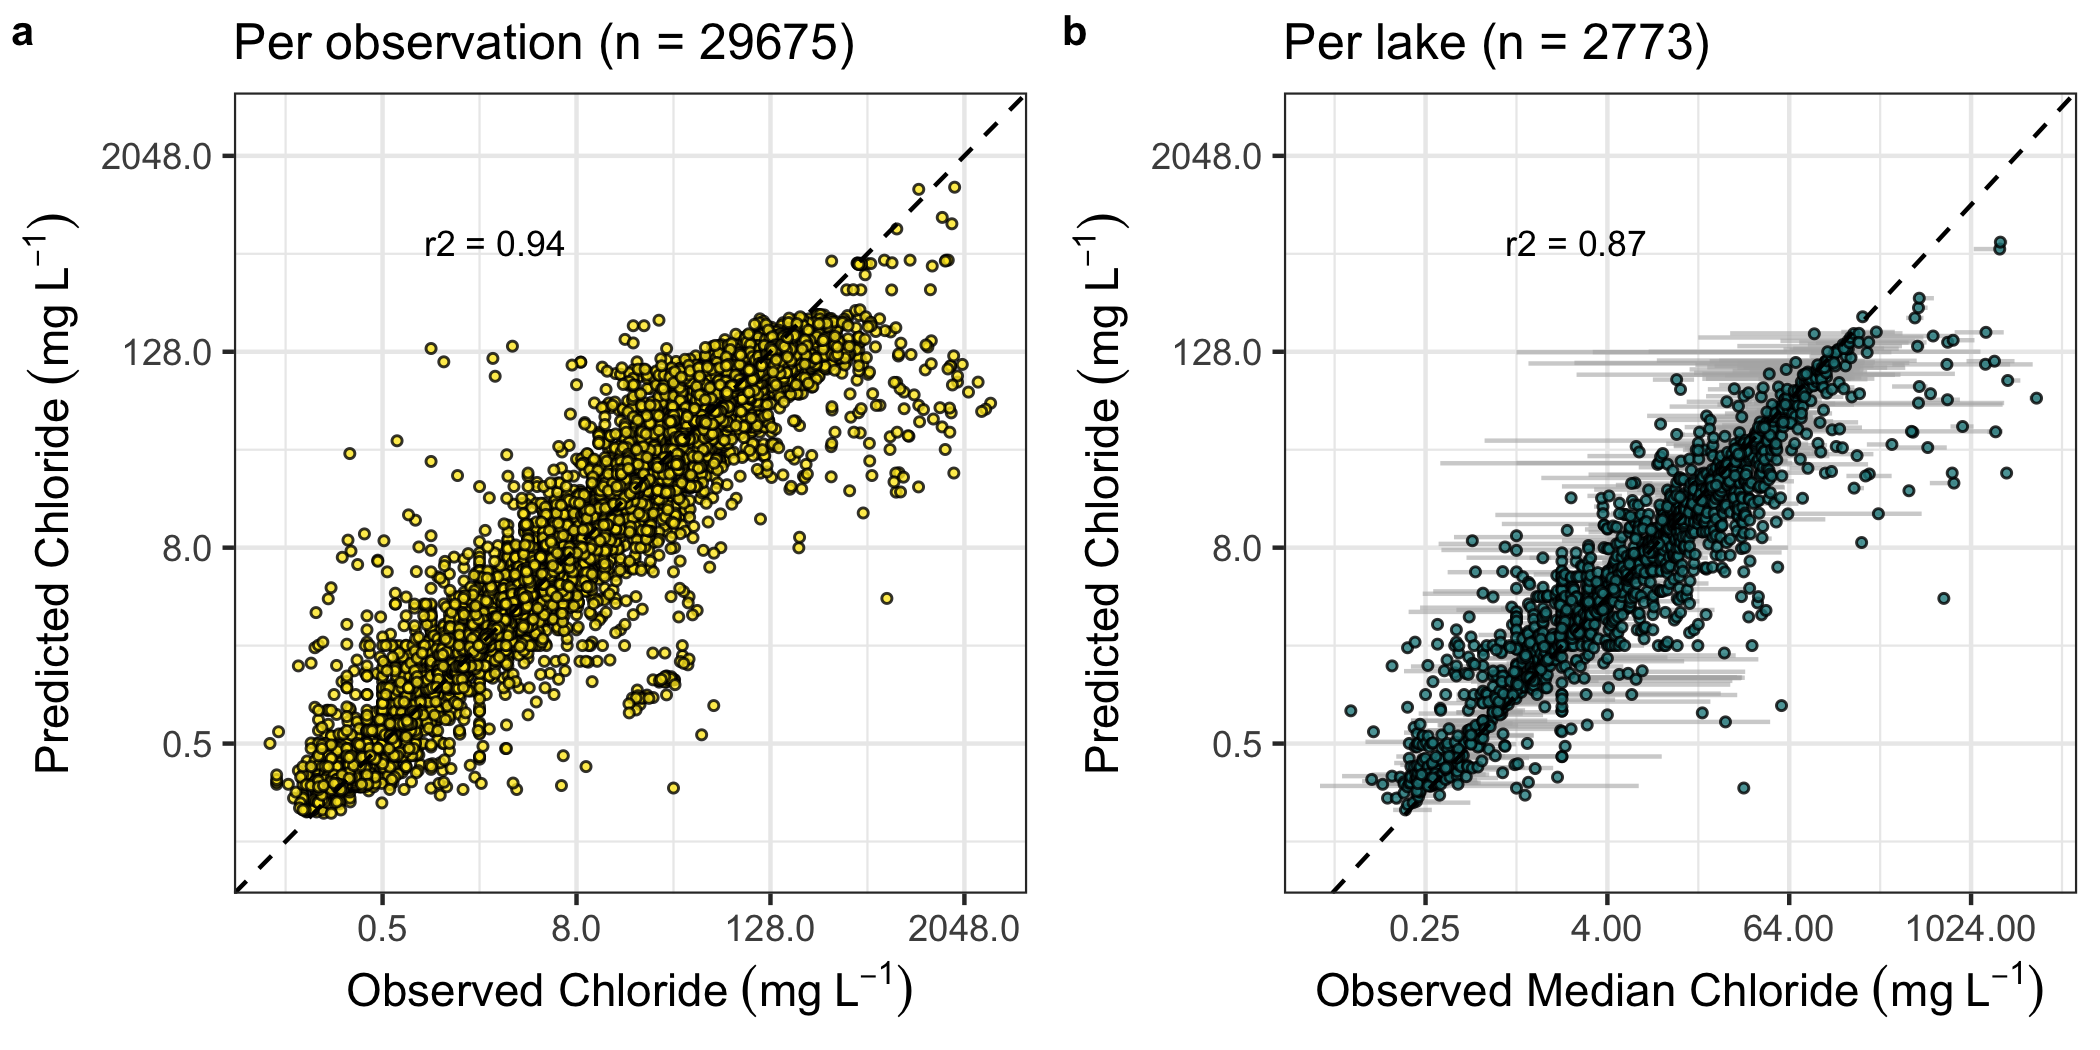 a
Per observation (n = 29675)
2048.0
128.0
8.0
0.5
Predicted Chloride (mg L⁻¹)
r2 = 0.94
0.5 8.0 128.0 2048.0
Observed Chloride (mg L⁻¹)
b
Per lake (n = 2773)
2048.0
128.0
8.0
0.5
Predicted Chloride (mg L⁻¹)
r2 = 0.87
0.25 4.00 64.00 1024.00
Observed Median Chloride (mg L⁻¹)